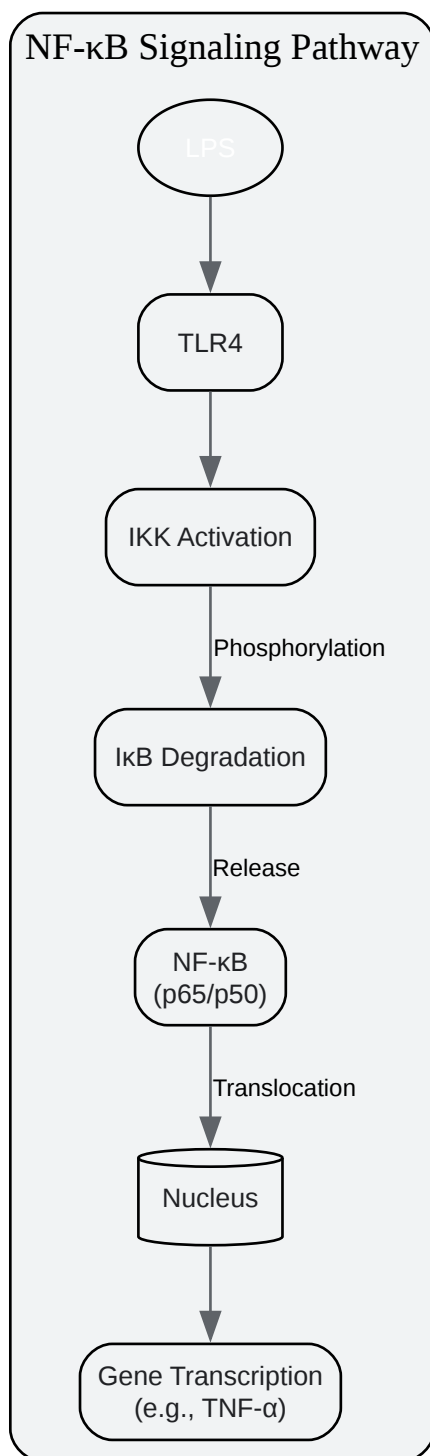 NF-κB Signaling Pathway
LPS
TLR4
IKK Activation
Phosphorylation
IκB Degradation
Release
NF-κB
(p65/p50)
Translocation
Nucleus
Gene Transcription
(e.g., TNF-α)